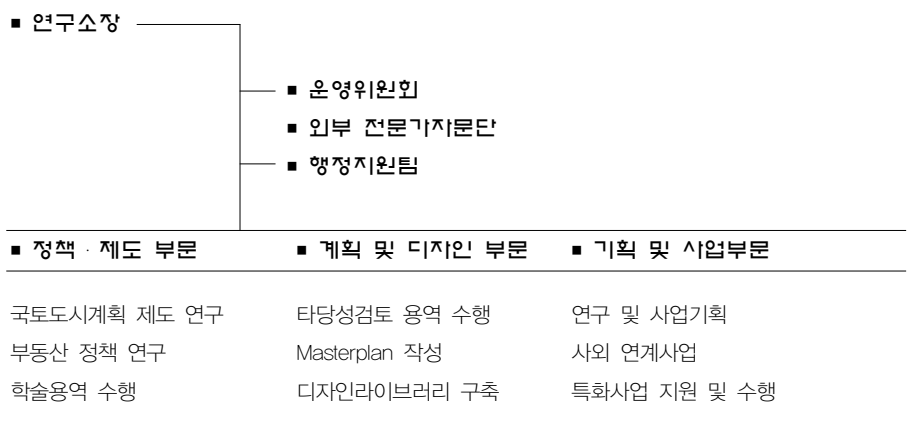 ■ 연구소장
■ 운영위원회
■ 외부 전문가자문단
■ 행정지원팀
■ 정책 · 제도 부문 ■ 계획 및 디자인 부문 ■ 기획 및 사업부문
국토도시계획 제도 연구 타당성검토 용역 수행 연구 및 사업기획
부동산 정책 연구 Masterplan 작성 사외 연계사업
학술용역 수행 디자인라이브러리 구축 특화사업 지원 및 수행